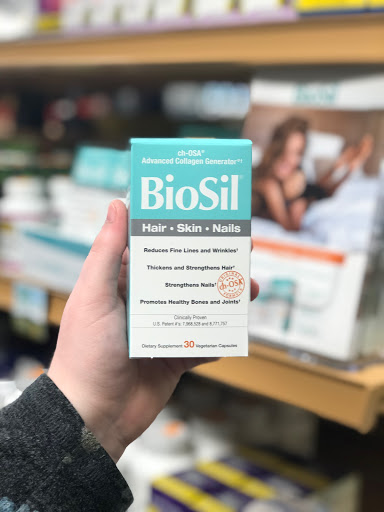 ch-OSA®
Advanced Collagen Generator®†
BioSil®
Hair • Skin • Nails
Reduces Fine Lines and Wrinkles†
Thickens and Strengthens Hair†
Strengthens Nails†
ch-OSA
Promotes Healthy Bones and Joints†
Clinically Proven
Dietary Supplement 30 Vegetarian Capsules
BioSil